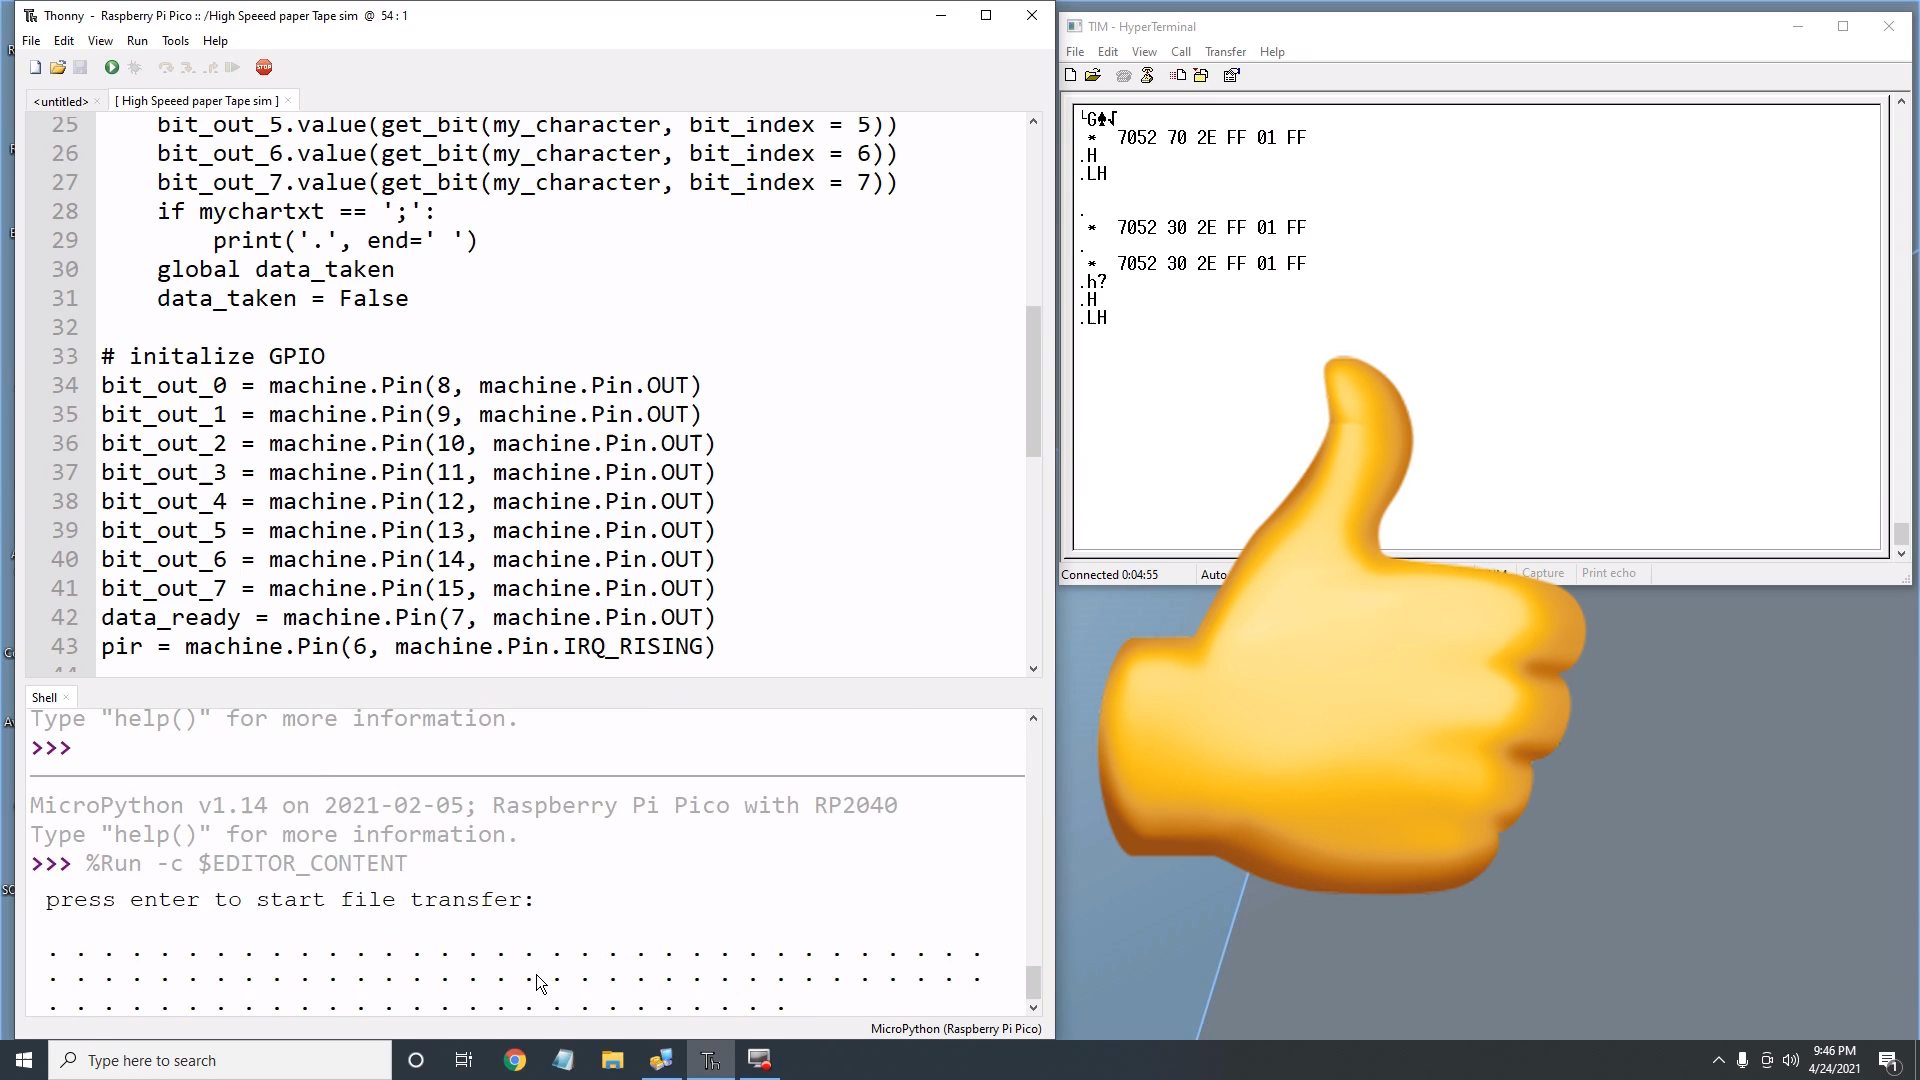 Thonny - Raspberry Pi Pico :: /High Speeed paper Tape sim @ 54 : 1
File Edit View Run Tools Help
STOP
<untitled> × [ High Speeed paper Tape sim ] ×
25 bit_out_5.value(get_bit(my_character, bit_index = 5))
26 bit_out_6.value(get_bit(my_character, bit_index = 6))
27 bit_out_7.value(get_bit(my_character, bit_index = 7))
28 if mychartxt == ';':
29 print('.', end=' ')
30 global data_taken
31 data_taken = False
32
33 # initalize GPIO
34 bit_out_0 = machine.Pin(8, machine.Pin.OUT)
35 bit_out_1 = machine.Pin(9, machine.Pin.OUT)
36 bit_out_2 = machine.Pin(10, machine.Pin.OUT)
37 bit_out_3 = machine.Pin(11, machine.Pin.OUT)
38 bit_out_4 = machine.Pin(12, machine.Pin.OUT)
39 bit_out_5 = machine.Pin(13, machine.Pin.OUT)
40 bit_out_6 = machine.Pin(14, machine.Pin.OUT)
41 bit_out_7 = machine.Pin(15, machine.Pin.OUT)
42 data_ready = machine.Pin(7, machine.Pin.OUT)
43 pir = machine.Pin(6, machine.Pin.IRQ_RISING)
44
Shell ×
Type "help()" for more information.
>>>
MicroPython v1.14 on 2021-02-05; Raspberry Pi Pico with RP2040
Type "help()" for more information.
>>> %Run -c $EDITOR_CONTENT
press enter to start file transfer:
. . . . . . . . . . . . . . . . . . . . . . . . . . . . . . . . . .
. . . . . . . . . . . . . . . . . . . . . . . . . . . . . . . . . .
. . . . . . . . . . . . . . . . . . . . . . . . . . .
MicroPython (Raspberry Pi Pico)
TIM - HyperTerminal
File Edit View Call Transfer Help
└G♠√
* 7052 70 2E FF 01 FF
.H
.LH
.
* 7052 30 2E FF 01 FF
.
* 7052 30 2E FF 01 FF
.h?
.H
.LH
Connected 0:04:55 Auto Capture Print echo
Type here to search
Th
9:46 PM
4/24/2021
1